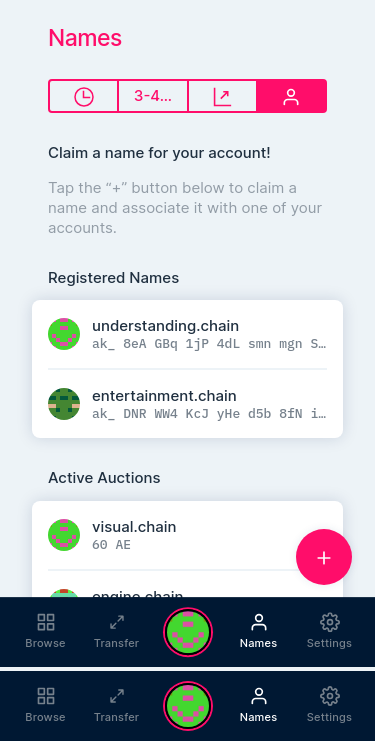 Names
3-4...
Claim a name for your account!
Tap the “+” button below to claim a
name and associate it with one of your
accounts.
Registered Names
understanding.chain
ak_ 8eA GBq 1jP 4dL smn mgn S…
entertainment.chain
ak_ DNR WW4 KcJ yHe d5b 8fN i…
Active Auctions
visual.chain
60 AE
+
engine.chain
Browse
Transfer
Names
Settings
Browse
Transfer
Names
Settings